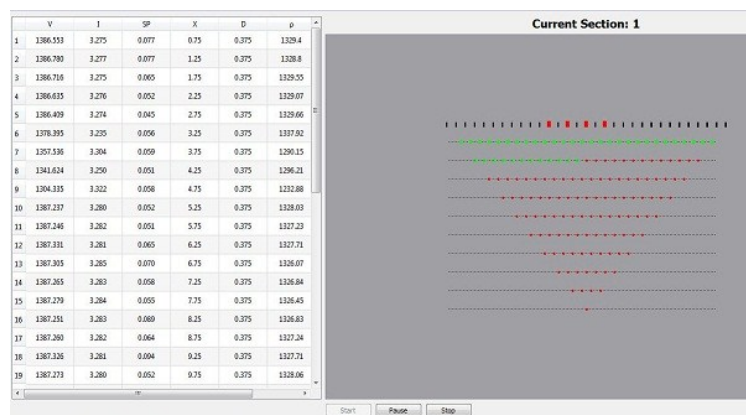 Current Section: 1
V I SP X D ρ
1 1386.553 3.275 0.077 0.75 0.375 1329.4
2 1386.780 3.277 0.077 1.25 0.375 1328.8
3 1386.716 3.275 0.065 1.75 0.375 1329.55
4 1386.635 3.276 0.052 2.25 0.375 1329.07
5 1386.409 3.274 0.045 2.75 0.375 1329.66
6 1378.395 3.235 0.056 3.25 0.375 1337.92
7 1357.536 3.304 0.059 3.75 0.375 1290.15
8 1341.624 3.250 0.051 4.25 0.375 1296.21
9 1304.335 3.322 0.058 4.75 0.375 1232.88
10 1387.237 3.280 0.052 5.25 0.375 1328.03
11 1387.246 3.282 0.051 5.75 0.375 1327.23
12 1387.331 3.281 0.065 6.25 0.375 1327.71
13 1387.305 3.285 0.070 6.75 0.375 1326.07
14 1387.265 3.283 0.058 7.25 0.375 1326.84
15 1387.279 3.284 0.055 7.75 0.375 1326.45
16 1387.251 3.283 0.089 8.25 0.375 1326.83
17 1387.260 3.282 0.064 8.75 0.375 1327.24
18 1387.326 3.281 0.094 9.25 0.375 1327.71
19 1387.273 3.280 0.052 9.75 0.375 1328.06
Start Pause Stop